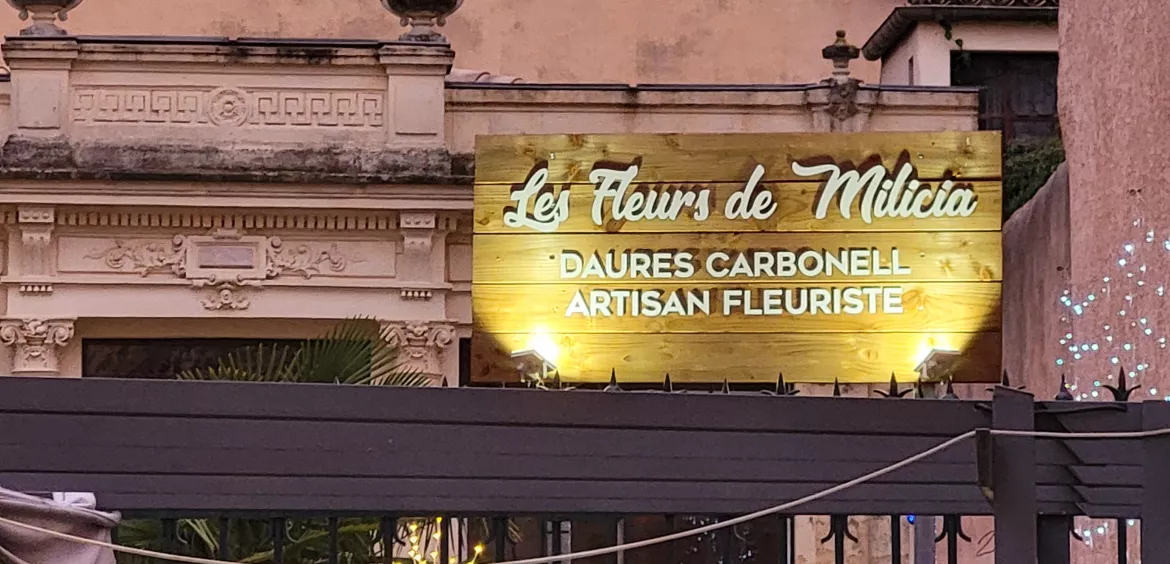 Les Fleurs de Milicia
DAURES CARBONELL
ARTISAN FLEURISTE